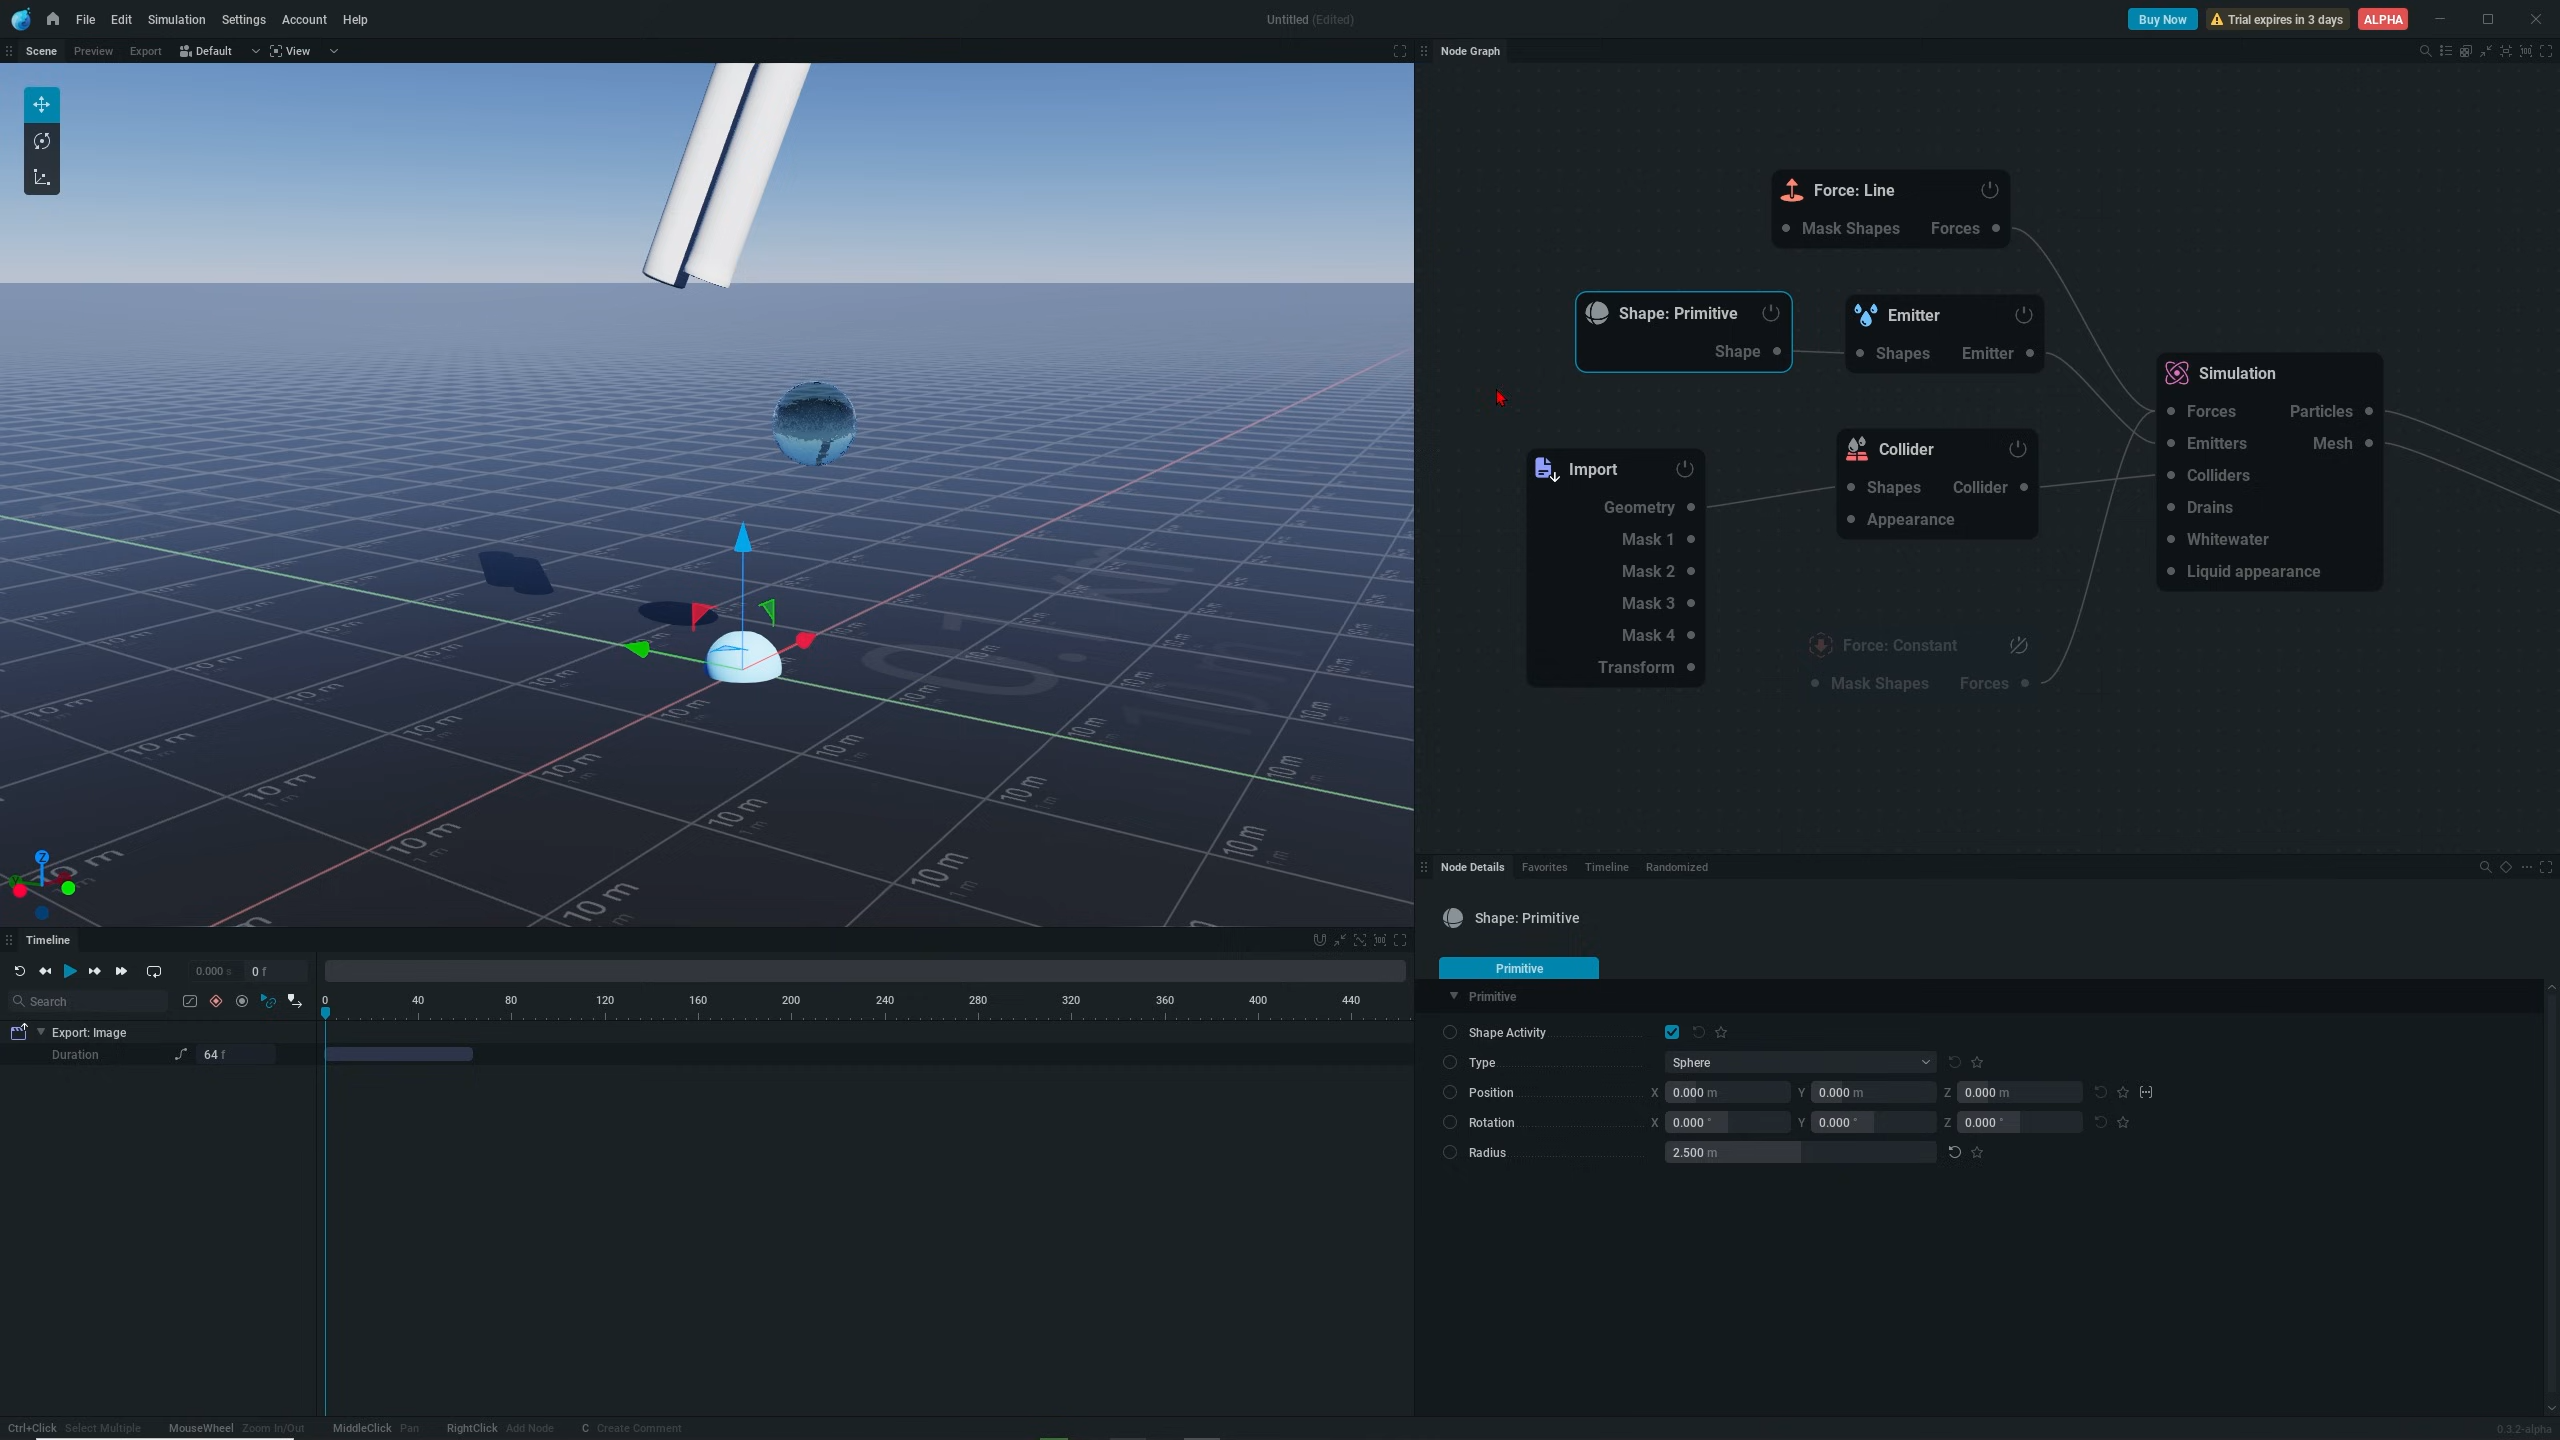 File Edit Simulation Settings Account Help
Untitled (Edited)
Buy Now
Trial expires in 3 days
ALPHA
Scene Preview Export Default View
Node Graph
Force: Line
Mask Shapes Forces
Shape: Primitive
Shape
Emitter
Shapes Emitter
Simulation
Forces Particles
Emitters Mesh
Colliders
Drains
Whitewater
Liquid appearance
Collider
Shapes Collider
Appearance
Import
Geometry
Mask 1
Mask 2
Mask 3
Mask 4
Transform
Force: Constant
Mask Shapes Forces
10 m
1 m
Z
Node Details Favorites Timeline Randomized
Shape: Primitive
Primitive
Primitive
Shape Activity
Type Sphere
Position X 0.000 m Y 0.000 m Z 0.000 m
Rotation X 0.000 ° Y 0.000 ° Z 0.000 °
Radius 2.500 m
Timeline
0.000 s 0 f
Search
0 40 80 120 160 200 240 280 320 360 400 440
Export: Image
Duration 64 f
Ctrl+Click Select Multiple MouseWheel Zoom In/Out MiddleClick Pan RightClick Add Node C Create Comment
0.3.2-alpha